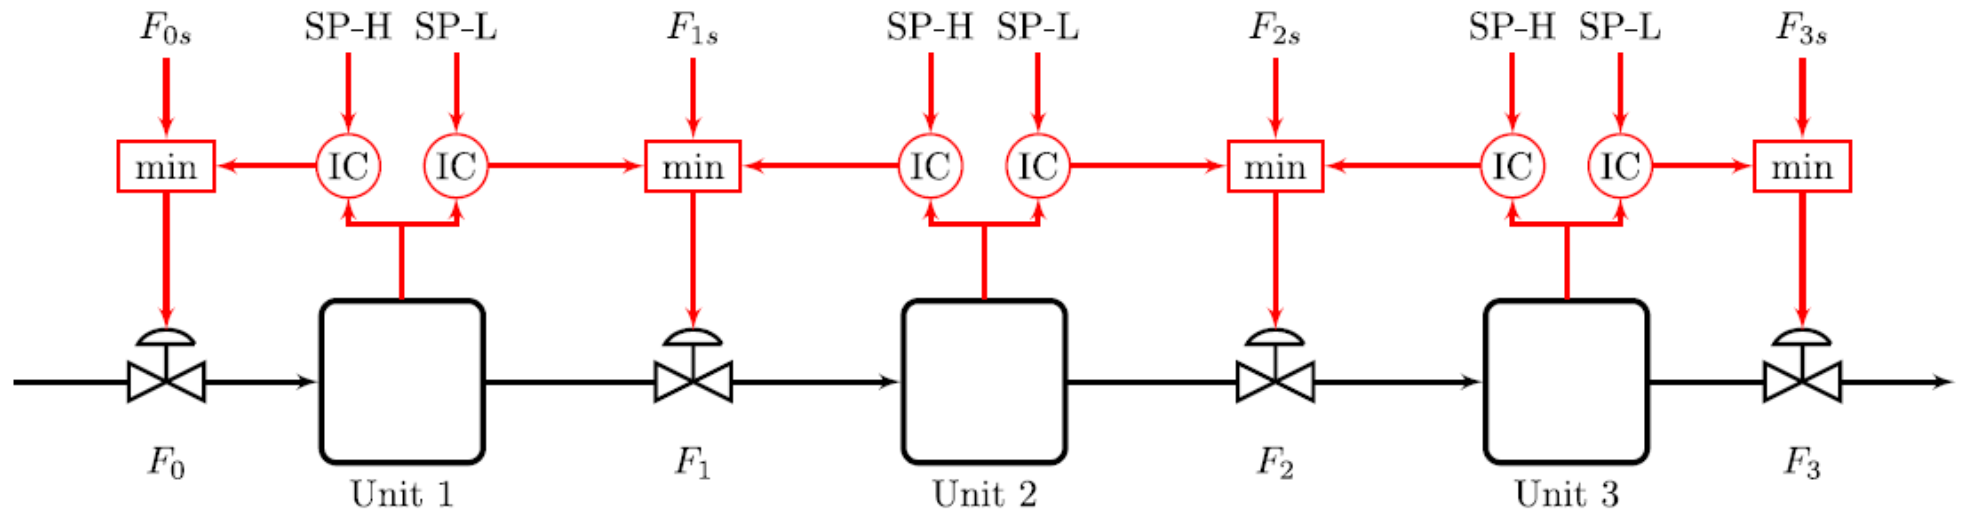 F0s SP-H SP-L F1s SP-H SP-L F2s SP-H SP-L F3s
min IC IC min IC IC min IC IC min
F0 F1 F2 F3
Unit 1 Unit 2 Unit 3